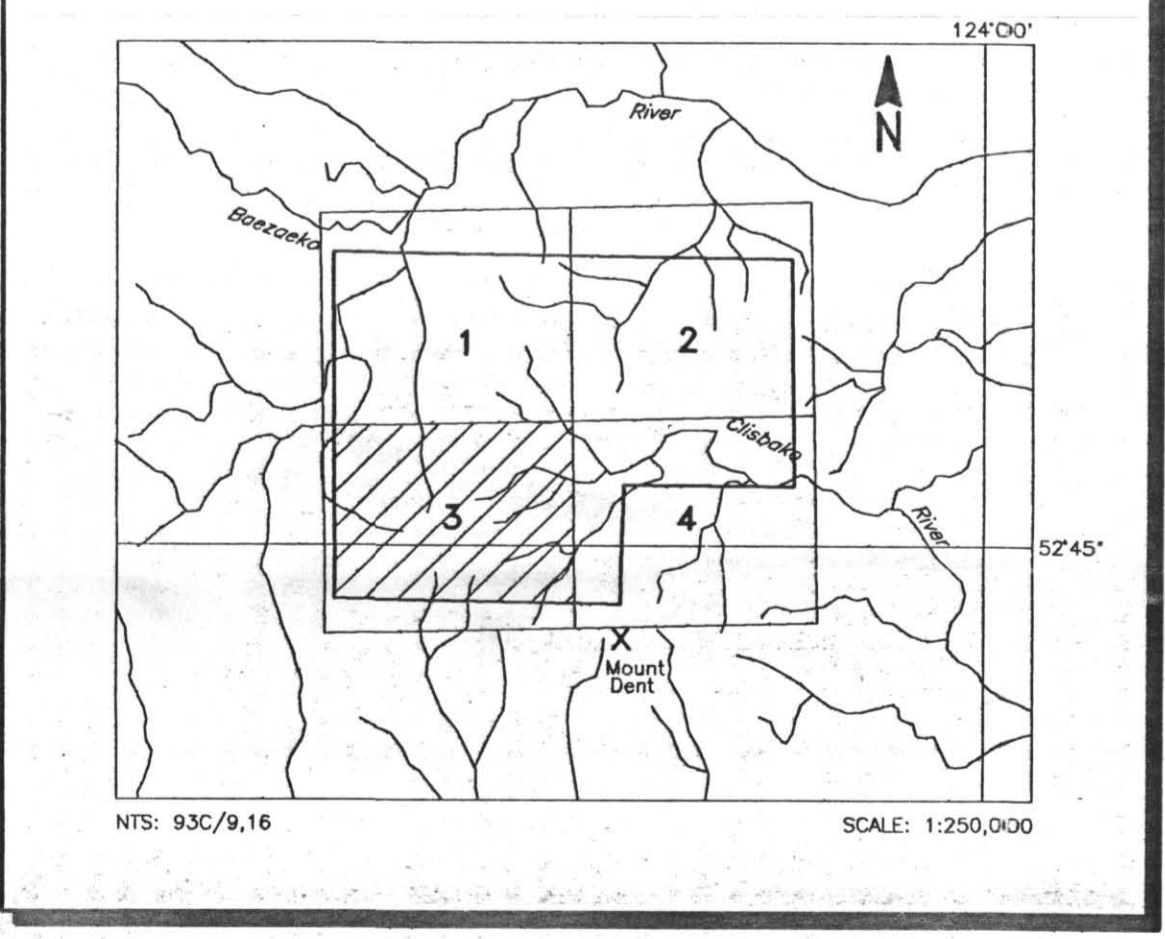 124°00'
River
N
Baezaeko
1
2
Clisbako
3
4
River
52°45"
X
Mount
Dent
NTS: 93C/9,16
SCALE: 1:250,000